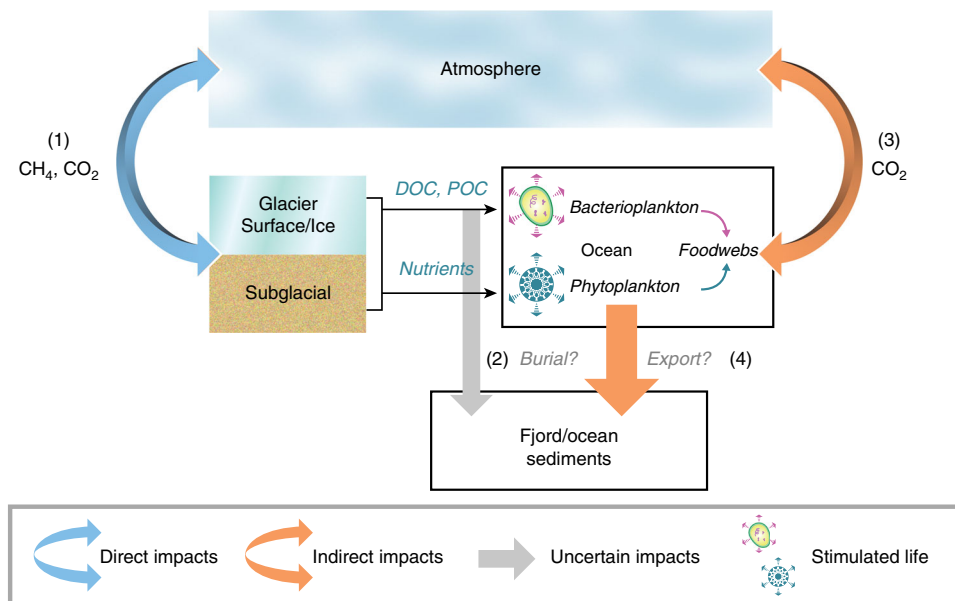 Atmosphere
(1)
CH₄, CO₂
(3)
CO₂
Glacier
Surface/Ice
Subglacial
DOC, POC
Nutrients
Bacterioplankton
Ocean
Foodwebs
Phytoplankton
(2) Burial?
Export? (4)
Fjord/ocean
sediments
Direct impacts
Indirect impacts
Uncertain impacts
Stimulated life